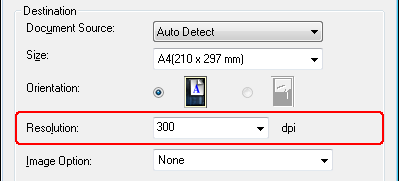 Destination
Document Source: Auto Detect
Size: A4(210 x 297 mm)
Orientation: A
Resolution: 300 dpi
Image Option: None